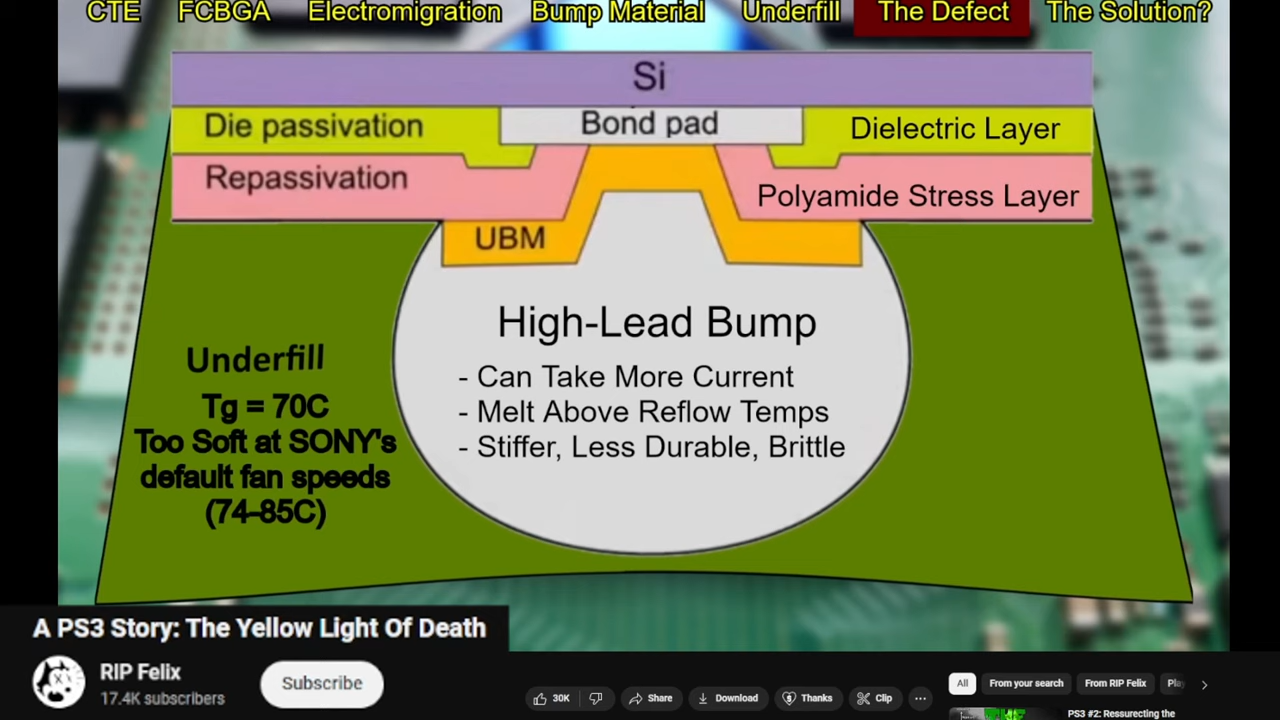 CTE FCBGA Electromigration Bump Material Underfill The Defect The Solution?
Si
Die passivation Bond pad Dielectric Layer
Repassivation Polyamide Stress Layer
UBM
High-Lead Bump
- Can Take More Current
- Melt Above Reflow Temps
- Stiffer, Less Durable, Brittle
Underfill
Tg = 70C
Too Soft at SONY's
default fan speeds
(74-85C)
A PS3 Story: The Yellow Light Of Death
RIP Felix
17.4K subscribers
Subscribe
30K Share Download Thanks Clip
All From your search From RIP Felix
PS3 #2: Ressurecting the